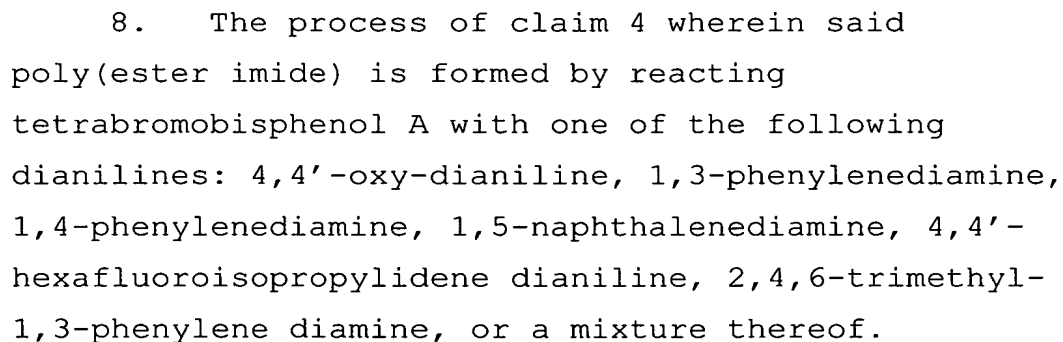 8. The process of claim 4 wherein said
poly(ester imide) is formed by reacting
tetrabromobisphenol A with one of the following
dianilines: 4,4′-oxy-dianiline, 1,3-phenylenediamine,
1,4-phenylenediamine, 1,5-naphthalenediamine, 4,4′-
hexafluoroisopropylidene dianiline, 2,4,6-trimethyl-
1,3-phenylene diamine, or a mixture thereof.